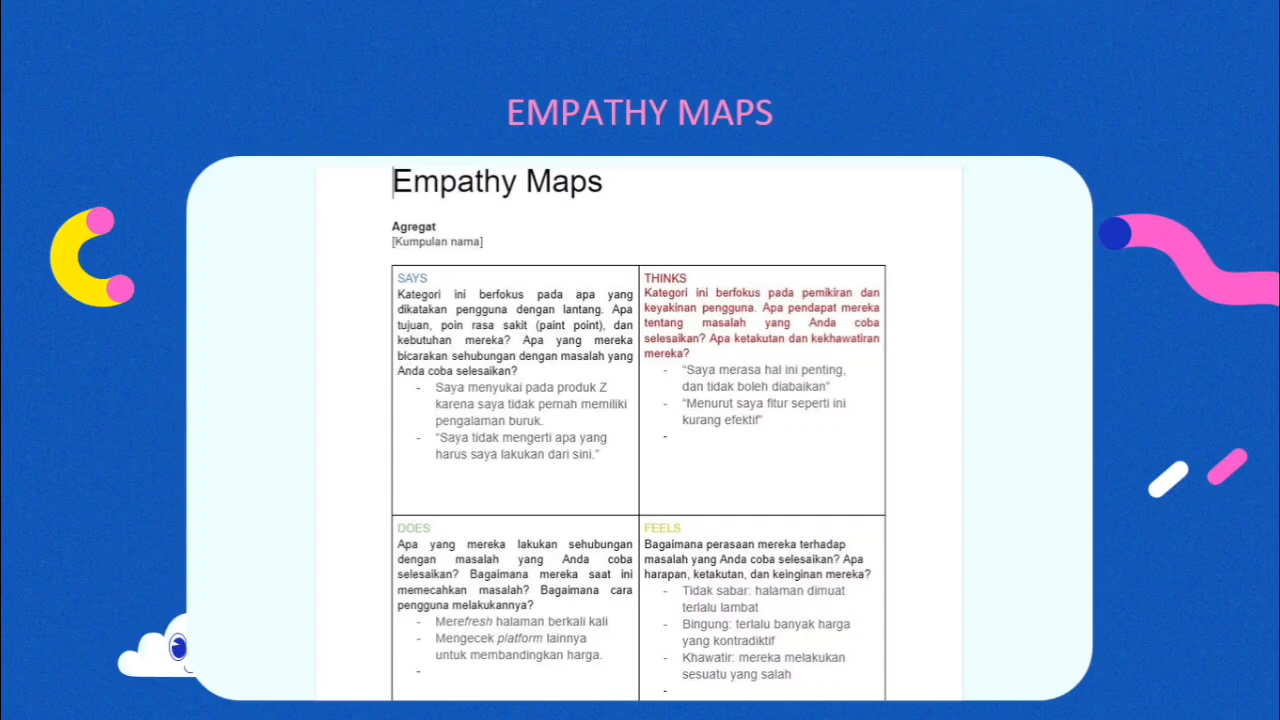 EMPATHY MAPS
Empathy Maps
Agregat
[Kumpulan nama]
SAYS
Kategori ini berfokus pada apa yang
dikatakan pengguna dengan lantang. Apa
tujuan, poin rasa sakit (paint point), dan
kebutuhan mereka? Apa yang mereka
bicarakan sehubungan dengan masalah yang
Anda coba selesaikan?
- Saya menyukai pada produk Z
karena saya tidak pernah memiliki
pengalaman buruk.
- “Saya tidak mengerti apa yang
harus saya lakukan dari sini.”
THINKS
Kategori ini berfokus pada pemikiran dan
keyakinan pengguna. Apa pendapat mereka
tentang masalah yang Anda coba
selesaikan? Apa ketakutan dan kekhawatiran
mereka?
- “Saya merasa hal ini penting,
dan tidak boleh diabaikan”
- “Menurut saya fitur seperti ini
kurang efektif”
-
DOES
Apa yang mereka lakukan sehubungan
dengan masalah yang Anda coba
selesaikan? Bagaimana mereka saat ini
memecahkan masalah? Bagaimana cara
pengguna melakukannya?
- Merefresh halaman berkali kali
- Mengecek platform lainnya
untuk membandingkan harga.
-
FEELS
Bagaimana perasaan mereka terhadap
masalah yang Anda coba selesaikan? Apa
harapan, ketakutan, dan keinginan mereka?
- Tidak sabar: halaman dimuat
terlalu lambat
- Bingung: terlalu banyak harga
yang kontradiktif
- Khawatir: mereka melakukan
sesuatu yang salah
-